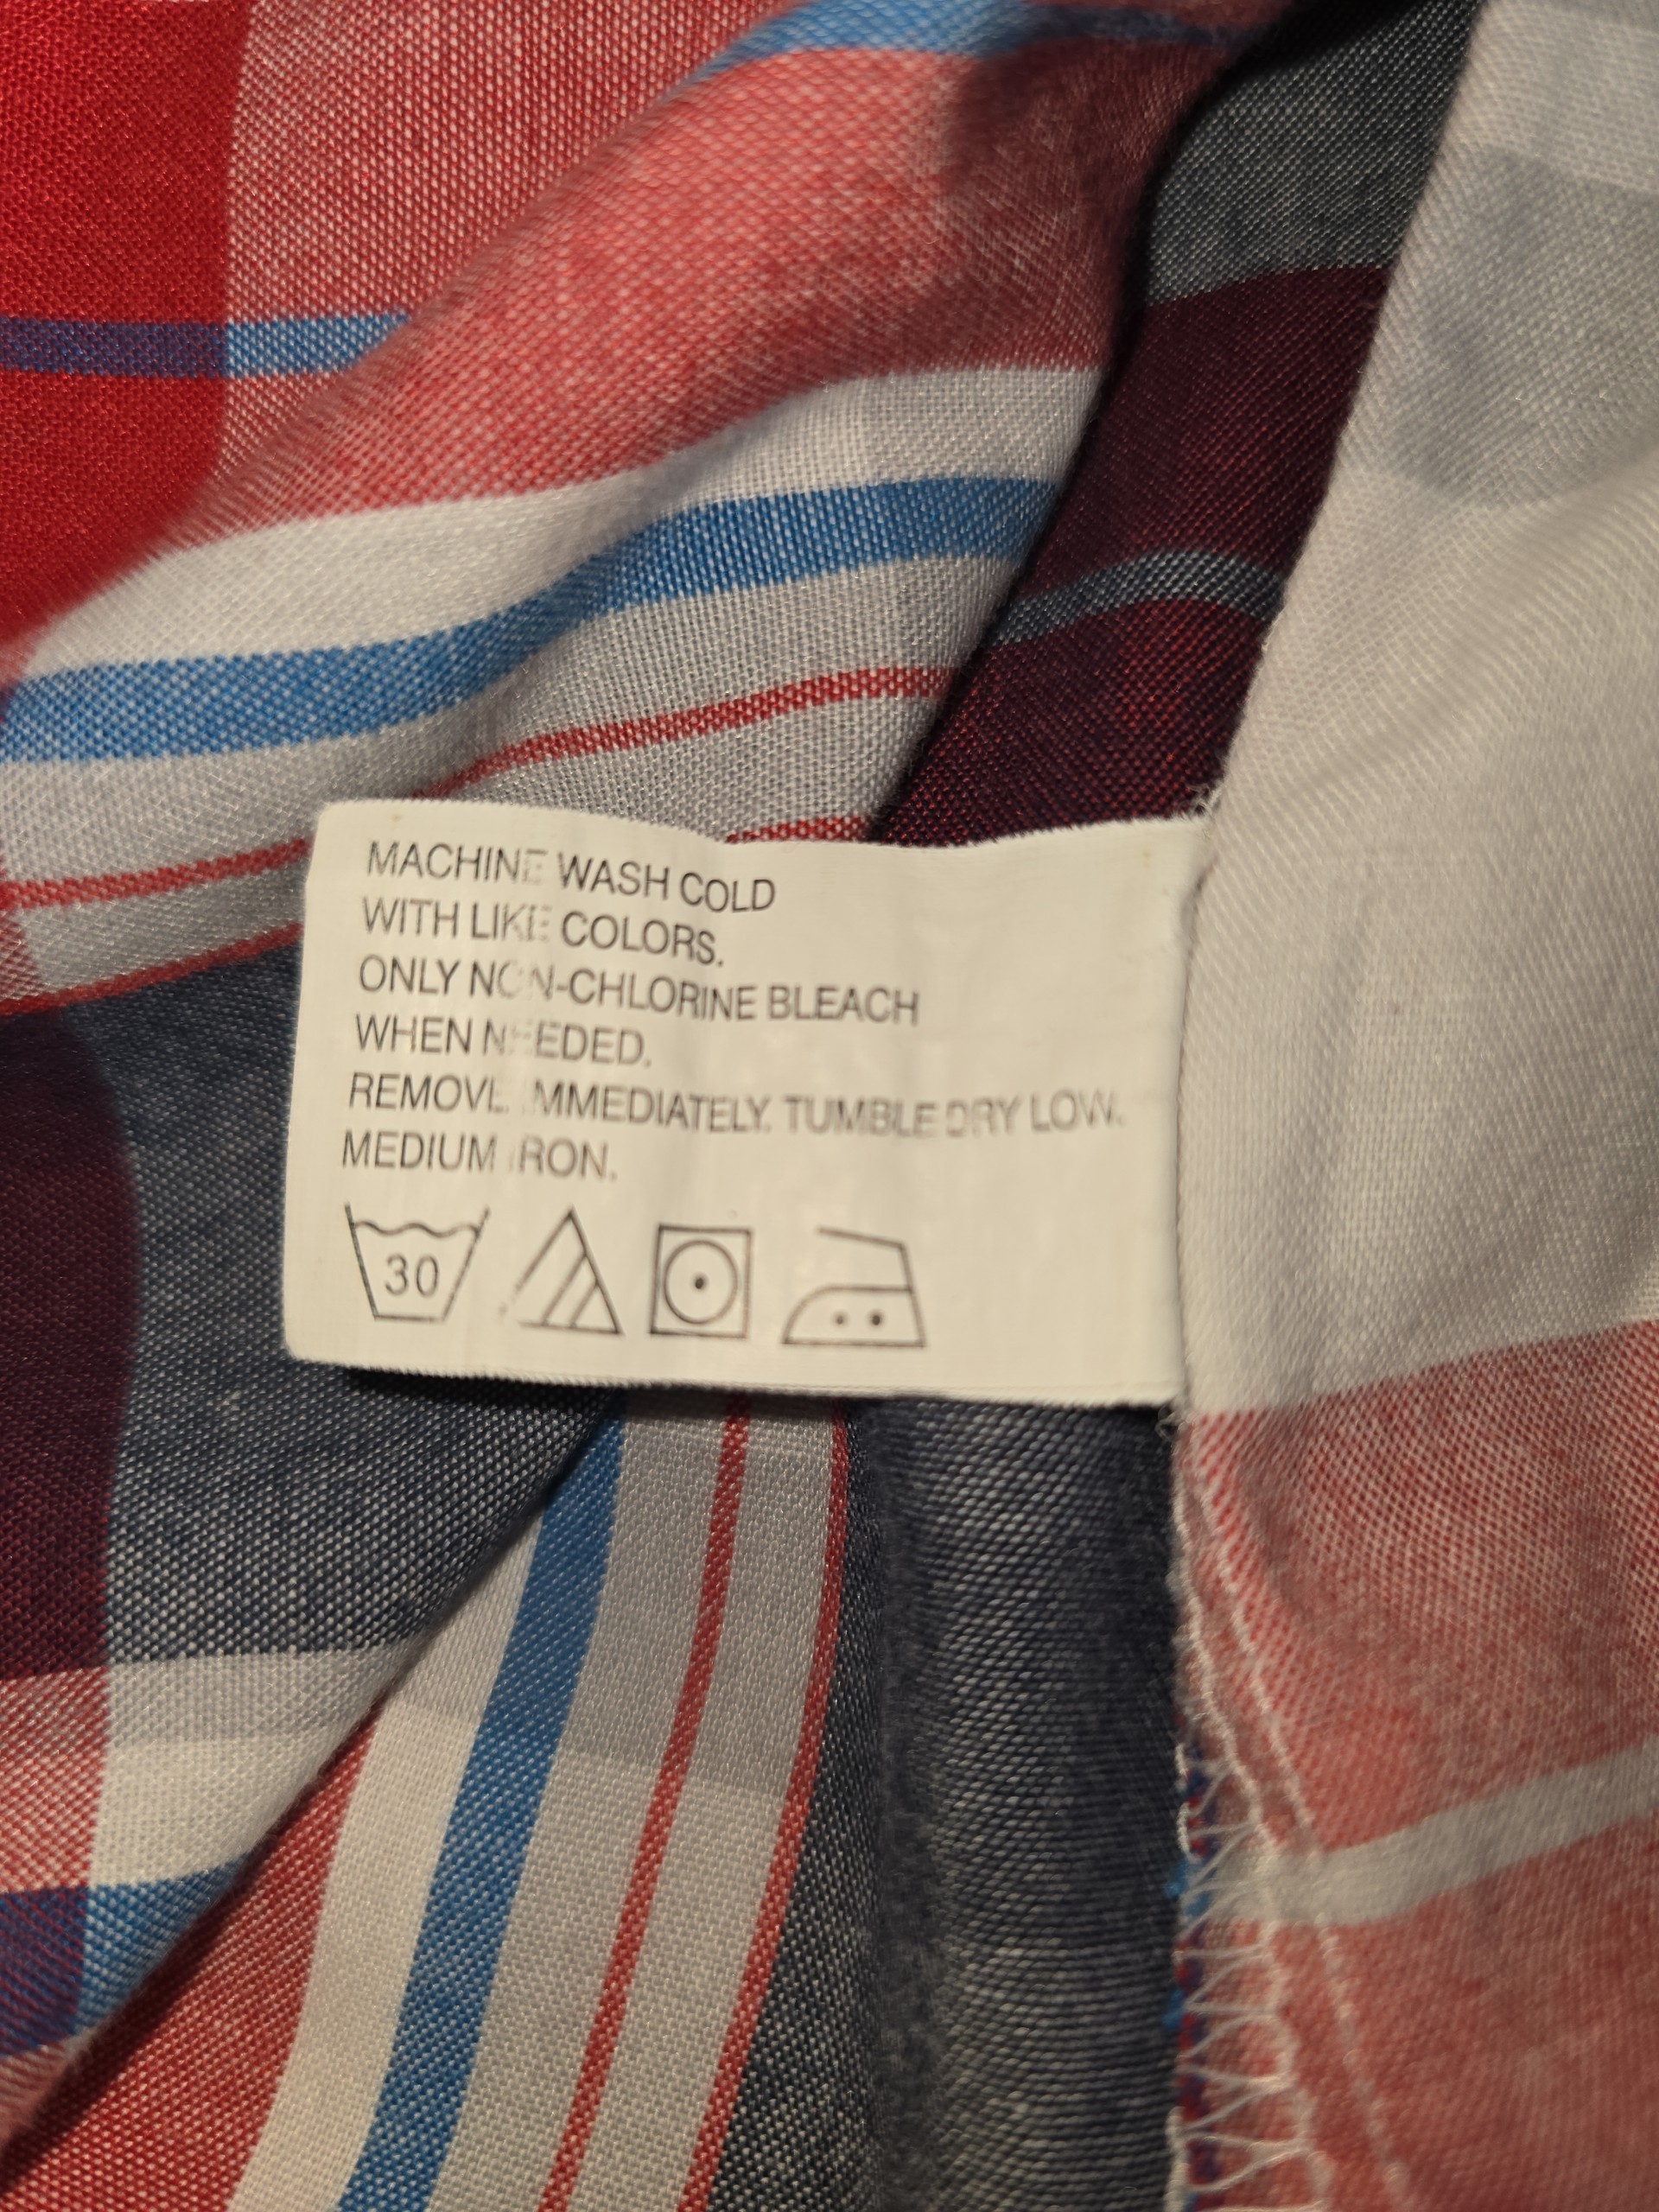 MACHINE WASH COLD
WITH LIKE COLORS.
ONLY NON-CHLORINE BLEACH
WHEN NEEDED.
REMOVE IMMEDIATELY. TUMBLE DRY LOW.
MEDIUM IRON.
30